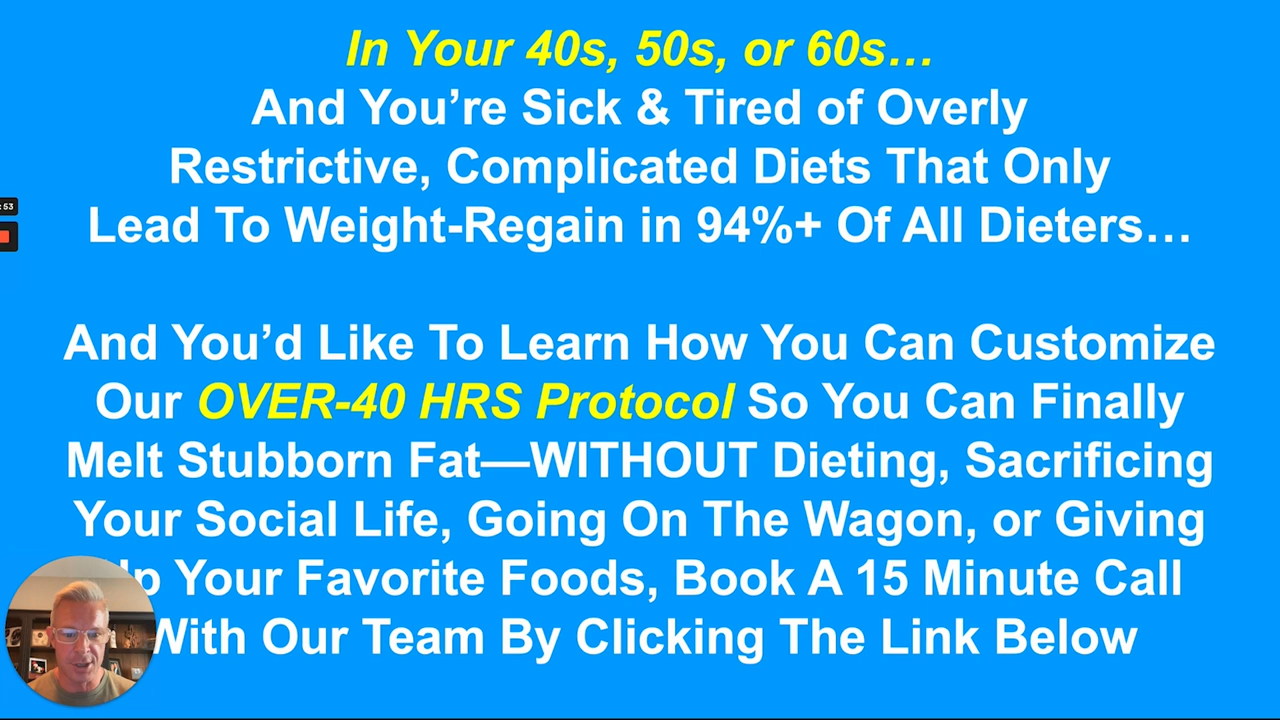 In Your 40s, 50s, or 60s…
And You’re Sick & Tired of Overly
Restrictive, Complicated Diets That Only
Lead To Weight-Regain in 94%+ Of All Dieters…
And You’d Like To Learn How You Can Customize
Our OVER-40 HRS Protocol So You Can Finally
Melt Stubborn Fat—WITHOUT Dieting, Sacrificing
Your Social Life, Going On The Wagon, or Giving
Your Favorite Foods, Book A 15 Minute Call
With Our Team By Clicking The Link Below
:53